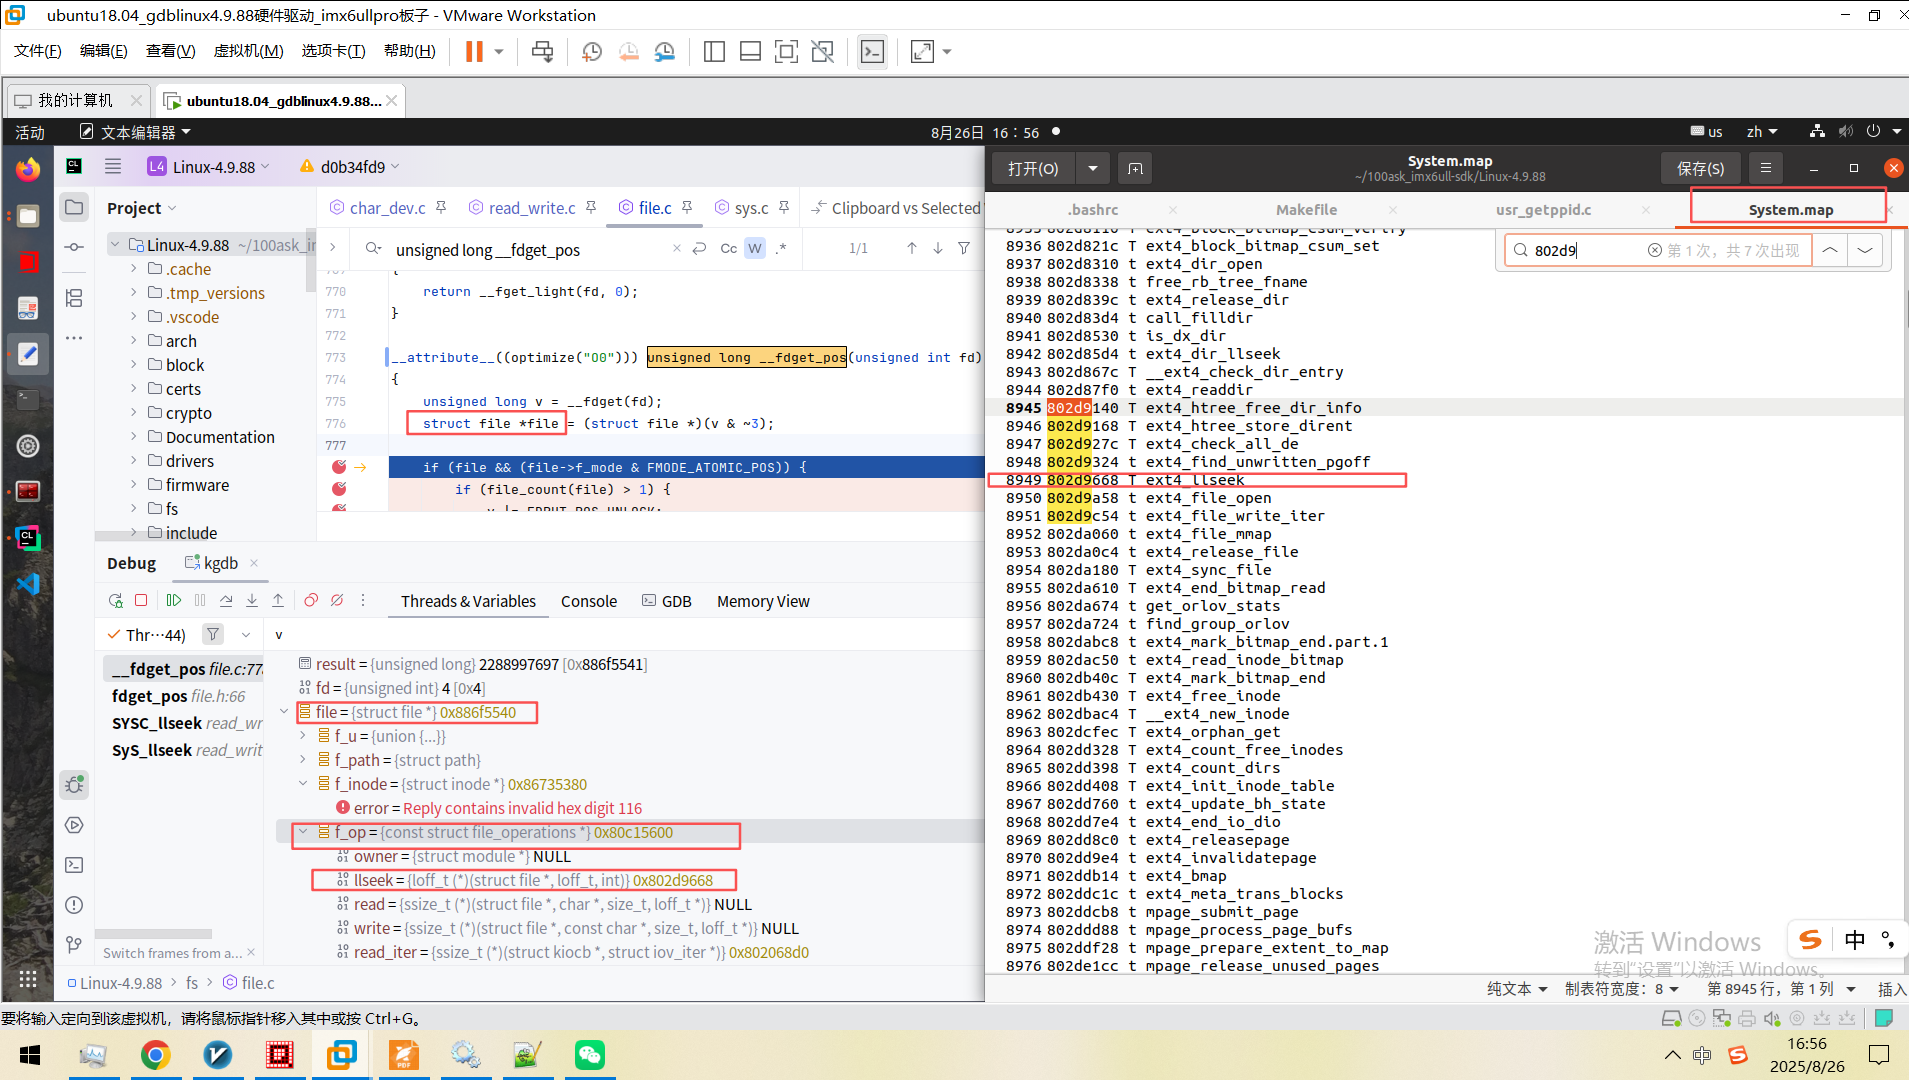 ubuntu18.04_gdblinux4.9.88硬件驱动_imx6ullpro板子 - VMware Workstation
文件(F) 编辑(E) 查看(V) 虚拟机(M) 选项卡(T) 帮助(H)
我的计算机 ubuntu18.04_gdblinux4.9.88...
活动 文本编辑器 8月26日 16：56 us zh
L4 Linux-4.9.88 d0b34fd9
Project
Linux-4.9.88 ~/100ask_in
.cache
.tmp_versions
.vscode
arch
block
certs
crypto
Documentation
drivers
firmware
fs
include
char_dev.c read_write.c file.c sys.c Clipboard vs Selected
unsigned long __fdget_pos Cc W .* 1/1
770 return __fget_light(fd, 0);
771 }
772
773 __attribute__((optimize("O0"))) unsigned long __fdget_pos(unsigned int fd)
774 {
775 unsigned long v = __fdget(fd);
776 struct file *file = (struct file *)(v & ~3);
777
if (file && (file->f_mode & FMODE_ATOMIC_POS)) {
if (file_count(file) > 1) {
v |= FDPUT_POS_UNLOCK;
Debug kgdb
Threads & Variables Console GDB Memory View
Thr···44) v
__fdget_pos file.c:778
fdget_pos file.h:66
SYSC_llseek read_wr
SyS_llseek read_writ
Switch frames from a...
result = {unsigned long} 2288997697 [0x886f5541]
fd = {unsigned int} 4 [0x4]
file = {struct file *} 0x886f5540
f_u = {union {...}}
f_path = {struct path}
f_inode = {struct inode *} 0x86735380
error = Reply contains invalid hex digit 116
f_op = {const struct file_operations *} 0x80c15600
owner = {struct module *} NULL
llseek = {loff_t (*)(struct file *, loff_t, int)} 0x802d9668
read = {ssize_t (*)(struct file *, char *, size_t, loff_t *)} NULL
write = {ssize_t (*)(struct file *, const char *, size_t, loff_t *)} NULL
read_iter = {ssize_t (*)(struct kiocb *, struct iov_iter *)} 0x802068d0
Linux-4.9.88 > fs > file.c
打开(O) System.map 保存(S)
~/100ask_imx6ull-sdk/Linux-4.9.88
.bashrc Makefile usr_getppid.c System.map
802d9 第 1 次，共 7 次出现
8935 802d8110 t ext4_block_bitmap_csum_verify
8936 802d821c T ext4_block_bitmap_csum_set
8937 802d8310 t ext4_dir_open
8938 802d8338 t free_rb_tree_fname
8939 802d839c t ext4_release_dir
8940 802d83d4 t call_filldir
8941 802d8530 t is_dx_dir
8942 802d85d4 t ext4_dir_llseek
8943 802d867c T __ext4_check_dir_entry
8944 802d87f0 t ext4_readdir
8945 802d9140 T ext4_htree_free_dir_info
8946 802d9168 T ext4_htree_store_dirent
8947 802d927c T ext4_check_all_de
8948 802d9324 t ext4_find_unwritten_pgoff
8949 802d9668 T ext4_llseek
8950 802d9a58 t ext4_file_open
8951 802d9c54 t ext4_file_write_iter
8952 802da060 t ext4_file_mmap
8953 802da0c4 t ext4_release_file
8954 802da180 T ext4_sync_file
8955 802da610 T ext4_end_bitmap_read
8956 802da674 t get_orlov_stats
8957 802da724 t find_group_orlov
8958 802dabc8 t ext4_mark_bitmap_end.part.1
8959 802dac50 t ext4_read_inode_bitmap
8960 802db40c T ext4_mark_bitmap_end
8961 802db430 T ext4_free_inode
8962 802dbac4 T __ext4_new_inode
8963 802dcfec T ext4_orphan_get
8964 802dd328 T ext4_count_free_inodes
8965 802dd398 T ext4_count_dirs
8966 802dd408 T ext4_init_inode_table
8967 802dd760 t ext4_update_bh_state
8968 802dd7e4 t ext4_end_io_dio
8969 802dd8c0 t ext4_releasepage
8970 802dd9e4 t ext4_invalidatepage
8971 802ddb14 t ext4_bmap
8972 802ddc1c t ext4_meta_trans_blocks
8973 802ddcb8 t mpage_submit_page
8974 802ddd88 t mpage_process_page_bufs
8975 802ddf28 t mpage_prepare_extent_to_map
8976 802de1cc t mpage_release_unused_pages
激活 Windows
转到“设置”以激活 Windows。
中
纯文本 制表符宽度：8 第 8945 行，第 1 列 插入
要将输入定向到该虚拟机，请将鼠标指针移入其中或按 Ctrl+G。
中 16:56
2025/8/26